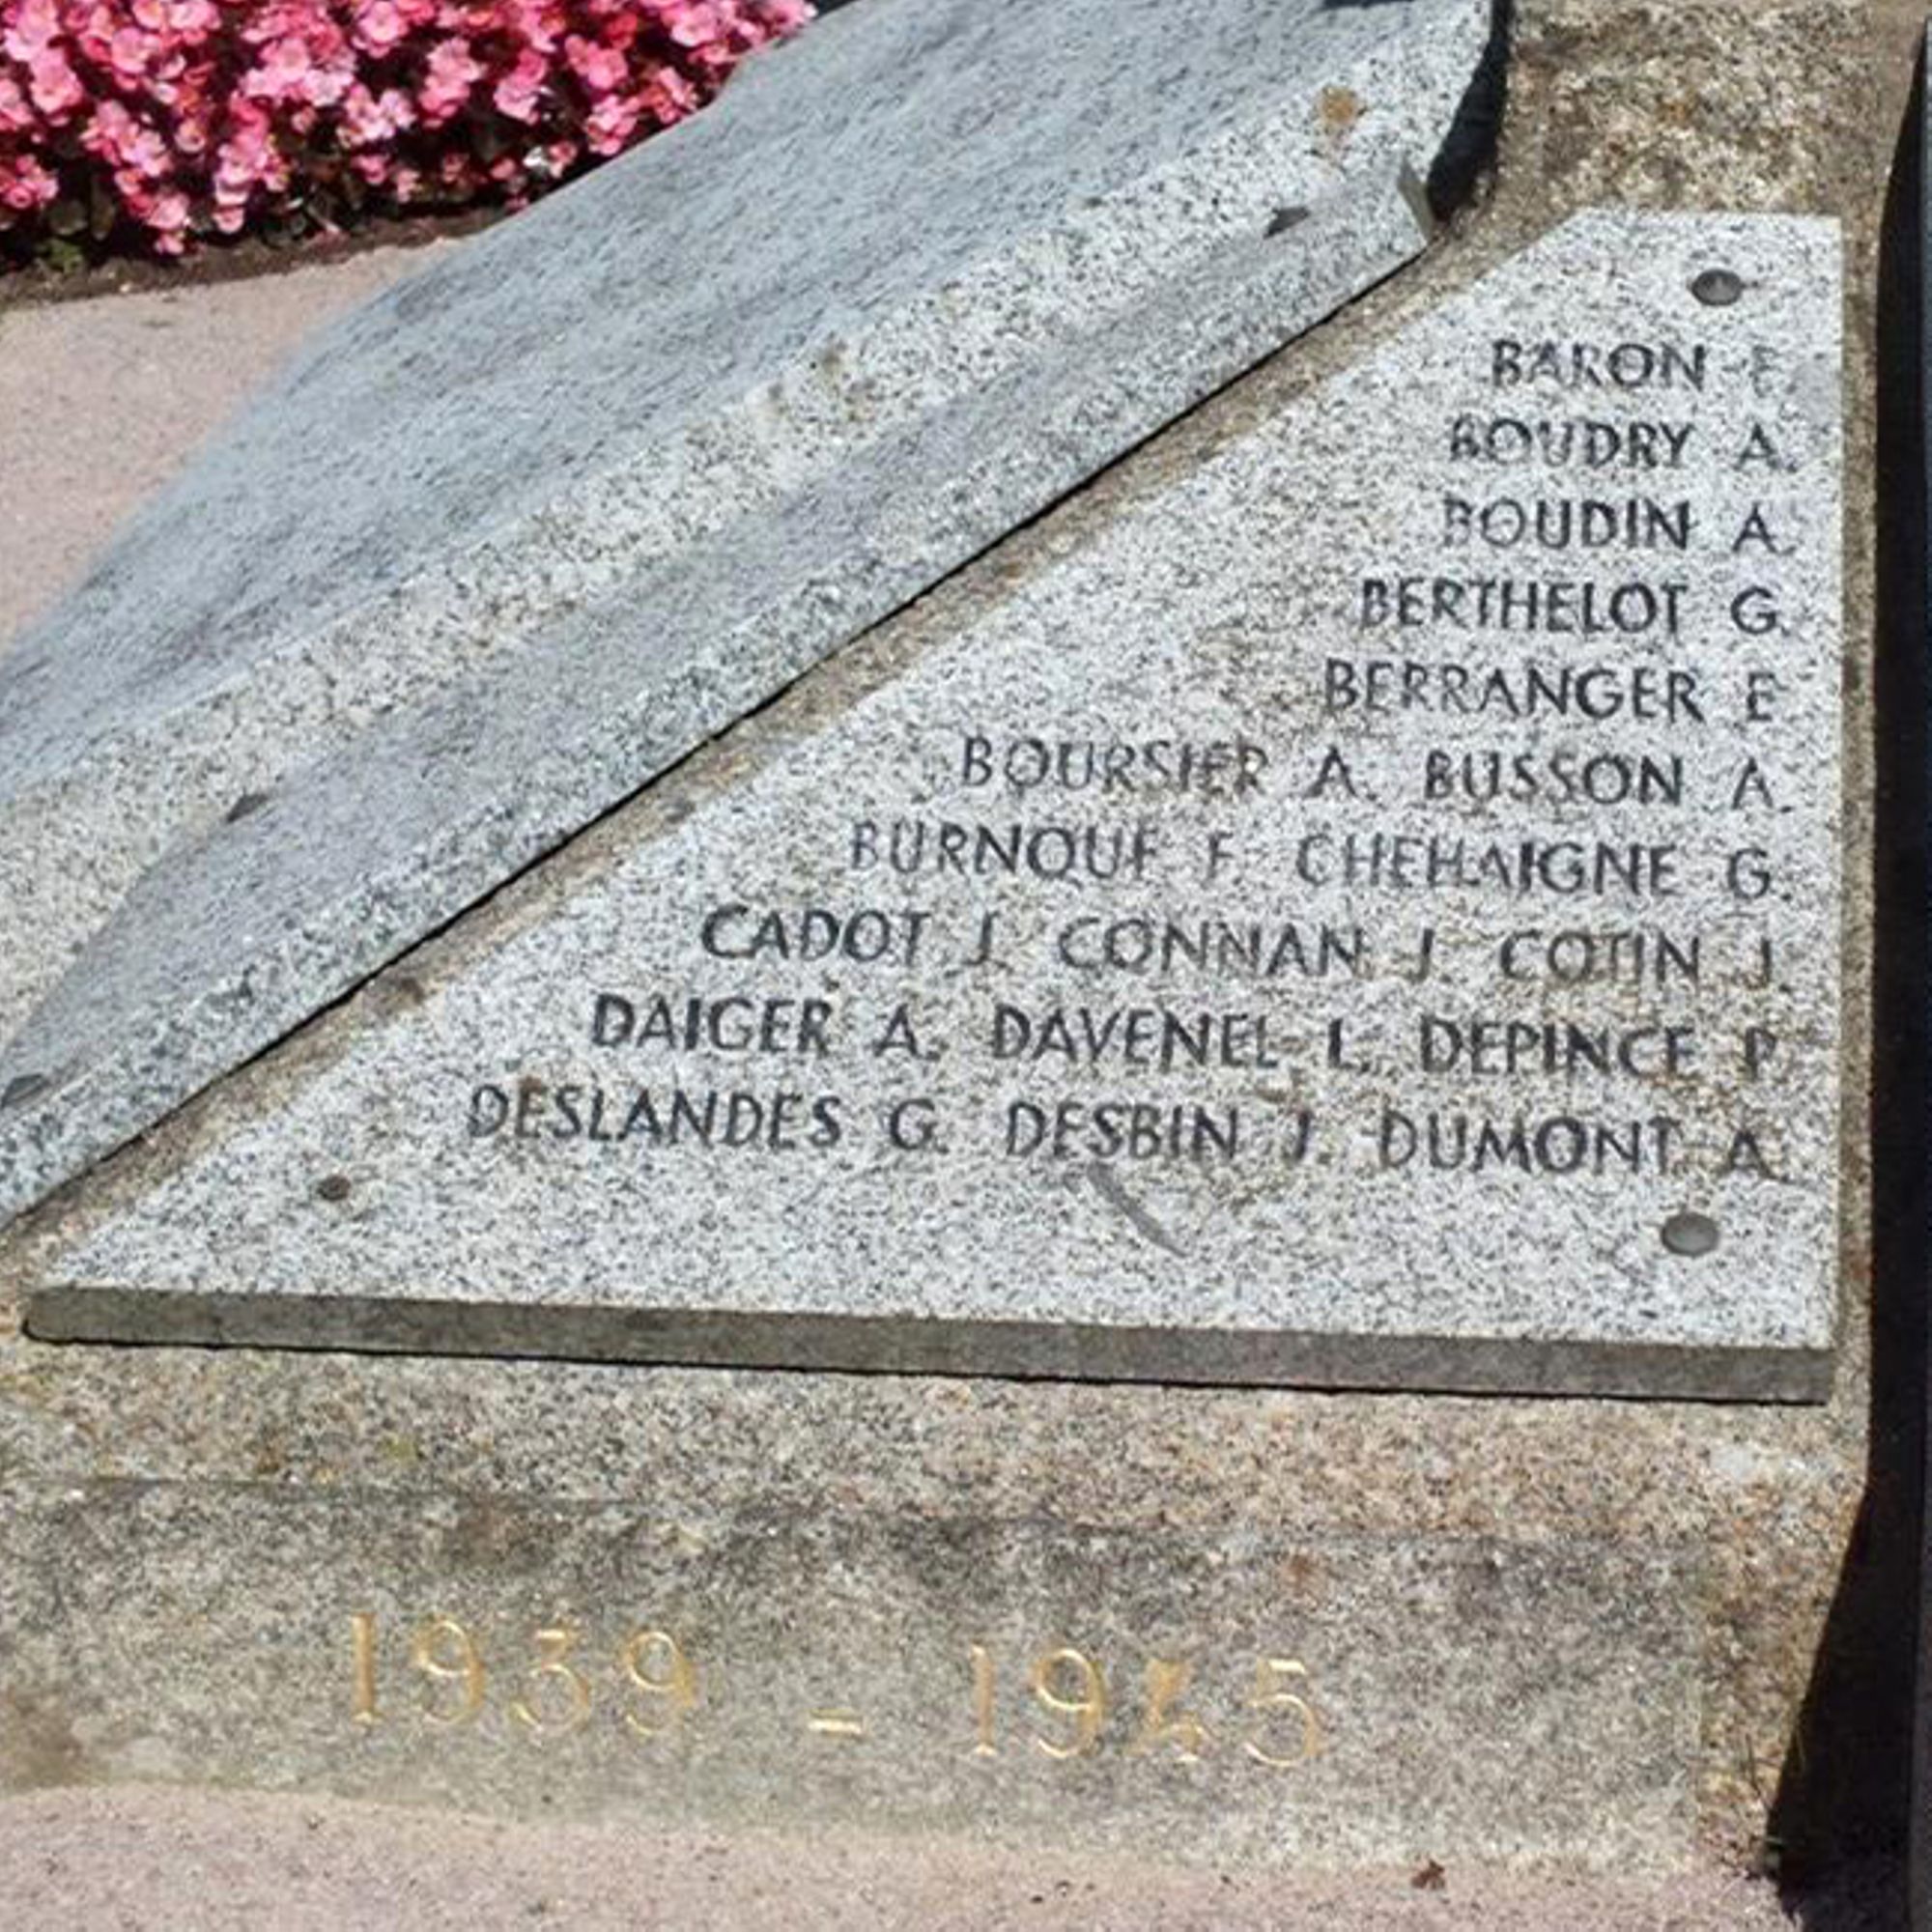 BARON E
BOUDRY A.
BOUDIN A.
BERTHELOT G.
BERRANGER E
BOURSIER A. BUSSON A.
BURNOUF F. CHEHAIGNE G.
CADOT J. CONNAN J. COTIN J
DAIGER A. DAVENEL L. DEPINCE P
DESLANDES G. DESBIN J. DUMONT A
1939 - 1945